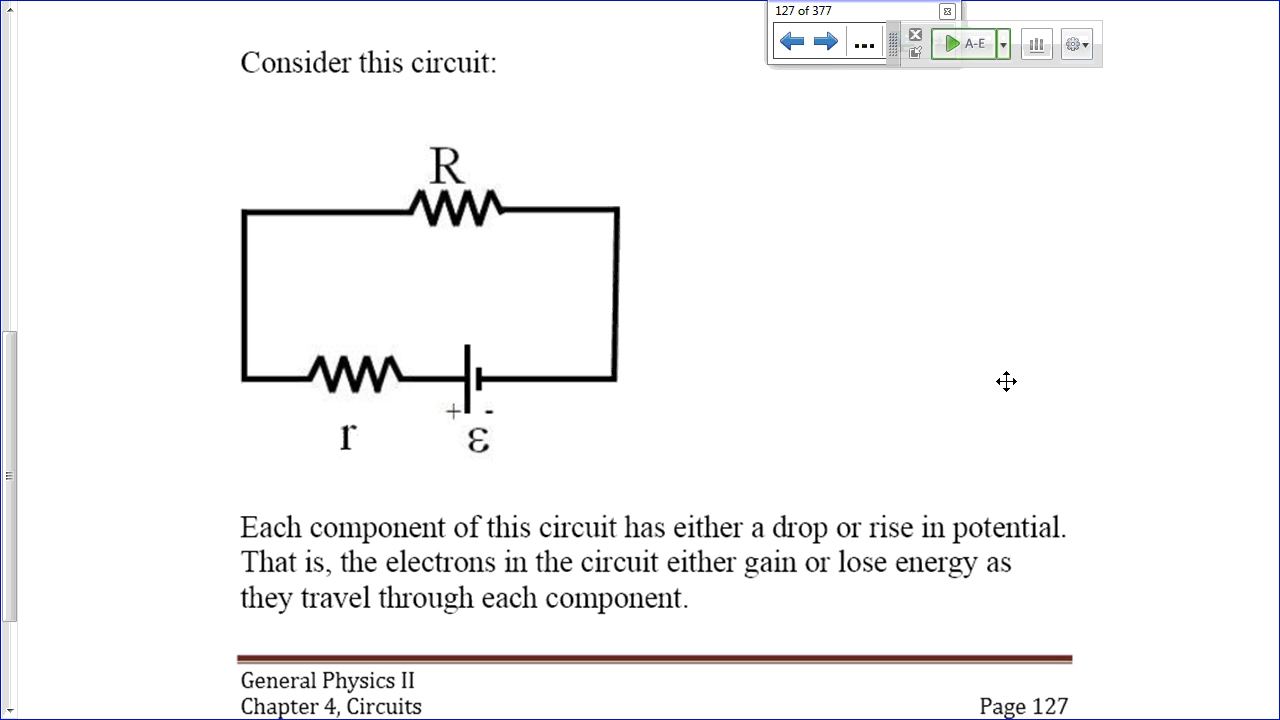 127 of 377
A-E
Consider this circuit:
R
+ -
r
ε
Each component of this circuit has either a drop or rise in potential.
That is, the electrons in the circuit either gain or lose energy as
they travel through each component.
General Physics II
Chapter 4, Circuits
Page 127